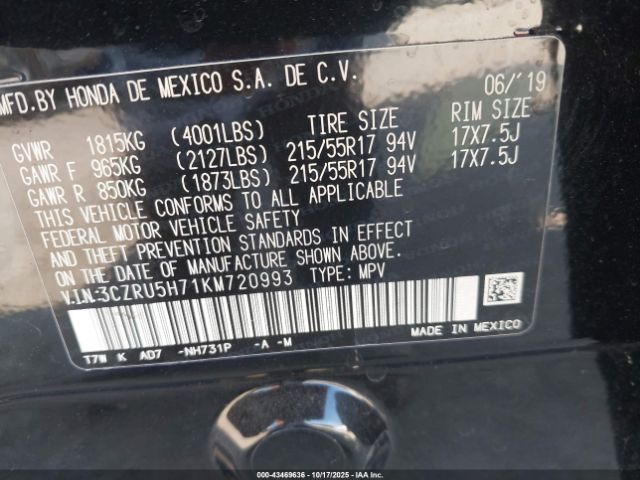 MFD. BY HONDA DE MEXICO S.A. DE C.V. 06/'19
GVWR 1815KG (4001LBS) TIRE SIZE RIM SIZE
GAWR F 965KG (2127LBS) 215/55R17 94V 17X7.5J
GAWR R 850KG (1873LBS) 215/55R17 94V 17X7.5J
THIS VEHICLE CONFORMS TO ALL APPLICABLE
FEDERAL MOTOR VEHICLE SAFETY
AND THEFT PREVENTION STANDARDS IN EFFECT
ON THE DATE OF MANUFACTURE SHOWN ABOVE.
V.I.N:3CZRU5H71KM720993 TYPE: MPV
MADE IN MEXICO
T7W K AD7 -NH731P -A -M
000-43469636 - 10/17/2025 - IAA, Inc.